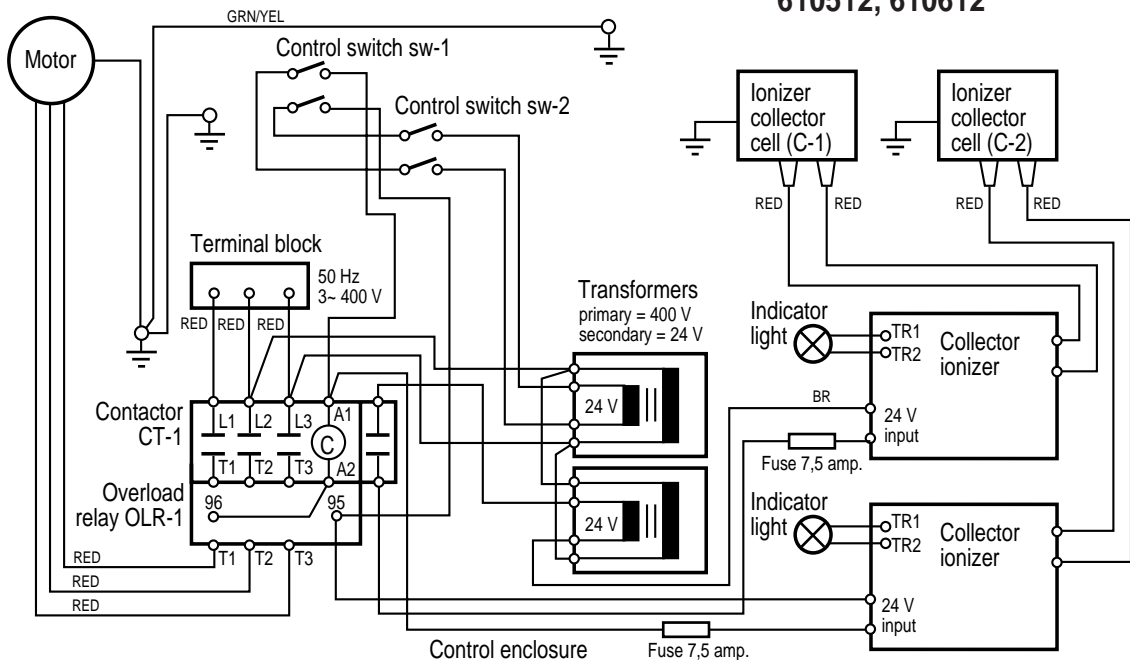 610512, 610612
GRN/YEL
Motor
Control switch sw-1
Control switch sw-2
Ionizer
collector
cell (C-1)
Ionizer
collector
cell (C-2)
RED
RED
RED
RED
Terminal block
50 Hz
3~ 400 V
RED
RED
RED
Transformers
primary = 400 V
secondary = 24 V
24 V
24 V
Indicator
light
TR1
TR2
Collector
ionizer
BR
24 V
input
Fuse 7,5 amp.
Contactor
CT-1
L1
L2
L3
A1
C
T1
T2
T3
A2
Overload
relay OLR-1
96
95
T1
T2
T3
RED
RED
RED
Indicator
light
TR1
TR2
Collector
ionizer
24 V
input
Fuse 7,5 amp.
Control enclosure